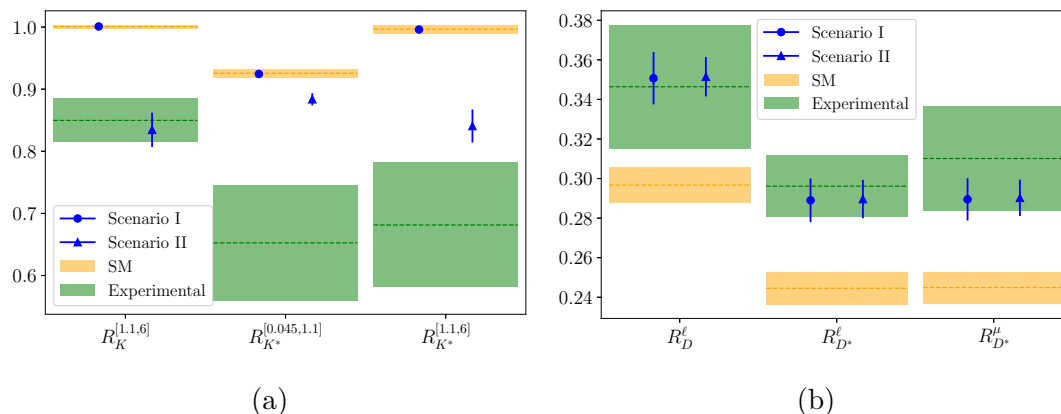 1.0
0.9
0.8
0.7
0.6
Scenario I
Scenario II
SM
Experimental
R_K^{[1.1,6]}
R_{K*}^{[0.045,1.1]}
R_{K*}^{[1.1,6]}
(a)
0.38
0.36
0.34
0.32
0.30
0.28
0.26
0.24
Scenario I
Scenario II
SM
Experimental
R_D^ℓ
R_{D*}^ℓ
R_{D*}^μ
(b)